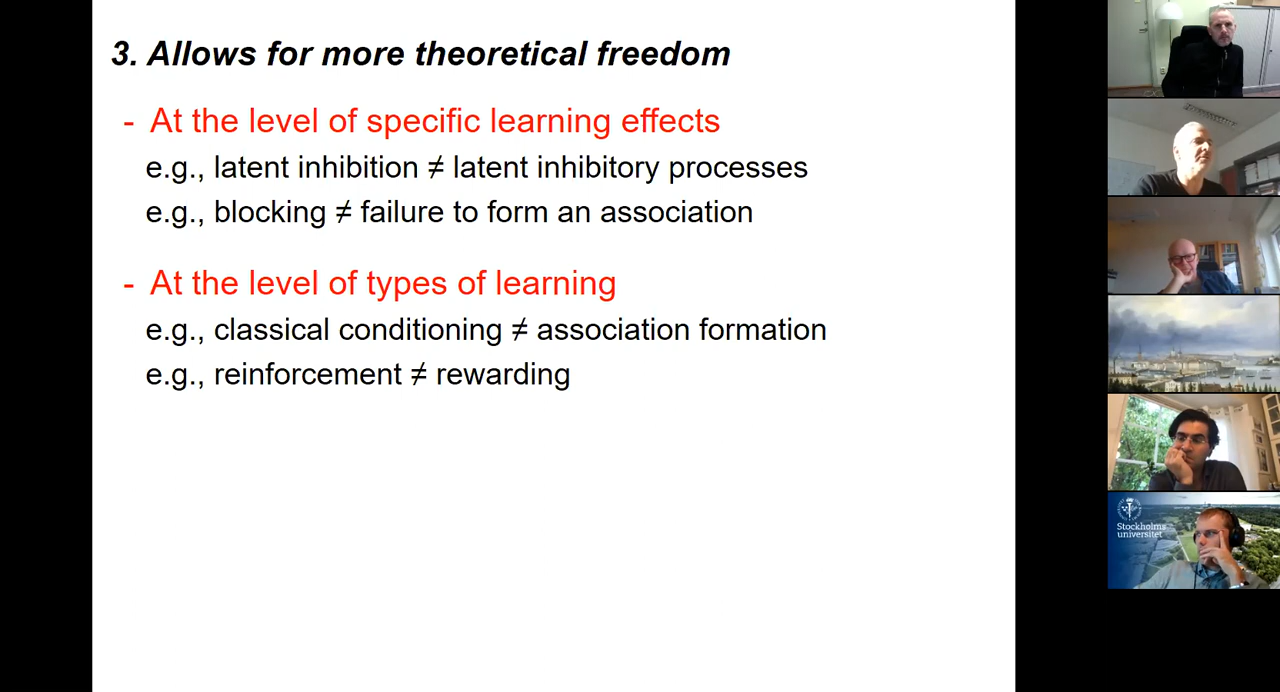 3. Allows for more theoretical freedom
- At the level of specific learning effects
e.g., latent inhibition ≠ latent inhibitory processes
e.g., blocking ≠ failure to form an association
- At the level of types of learning
e.g., classical conditioning ≠ association formation
e.g., reinforcement ≠ rewarding
Stockholms
universitet